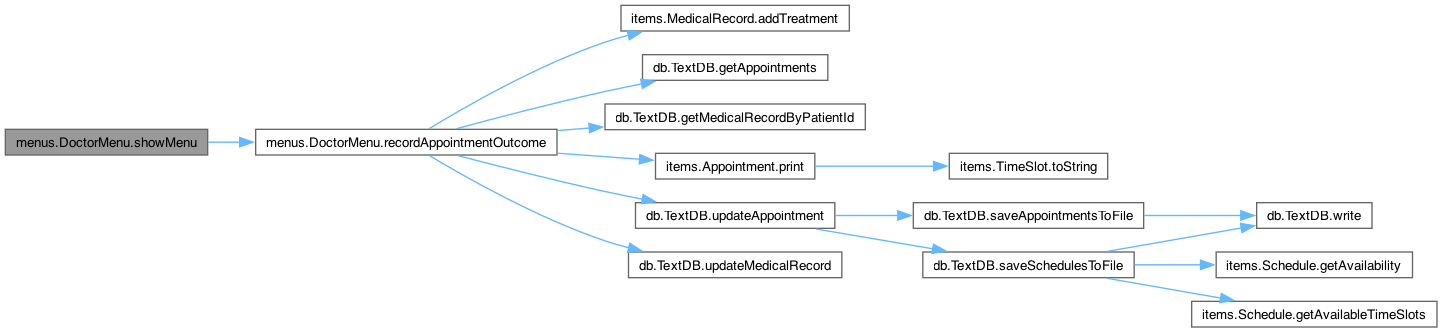 items.MedicalRecord.addTreatment
db.TextDB.getAppointments
db.TextDB.getMedicalRecordByPatientId
menus.DoctorMenu.showMenu
menus.DoctorMenu.recordAppointmentOutcome
items.Appointment.print
items.TimeSlot.toString
db.TextDB.updateAppointment
db.TextDB.saveAppointmentsToFile
db.TextDB.write
db.TextDB.updateMedicalRecord
db.TextDB.saveSchedulesToFile
items.Schedule.getAvailability
items.Schedule.getAvailableTimeSlots